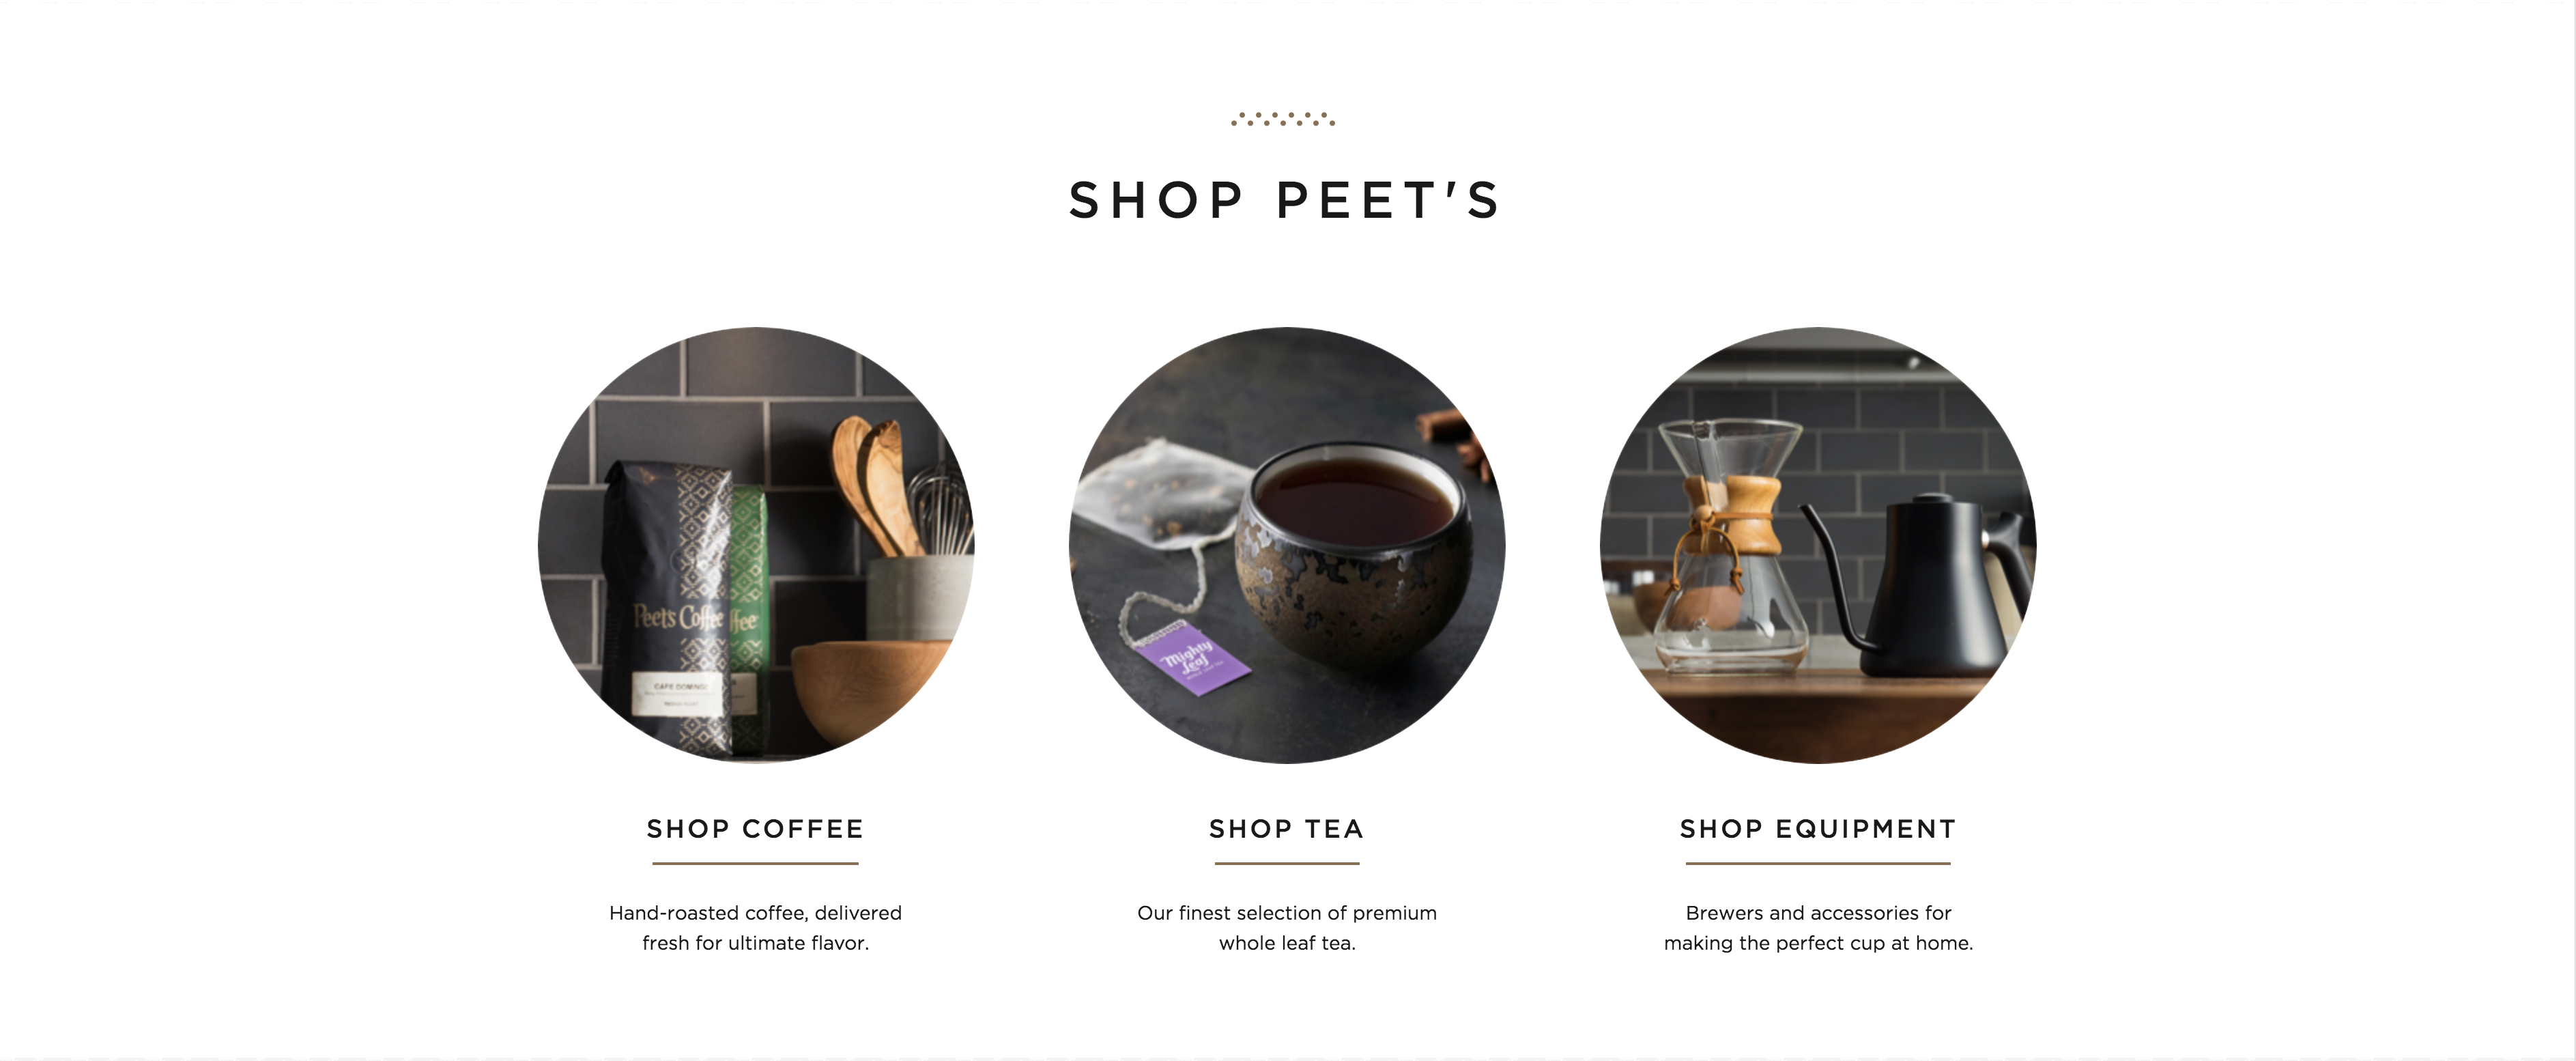 SHOP PEET'S
Peet's Coffee
ffee
CAFE DOMINGO
Mighty
Leaf
SHOP COFFEE
SHOP TEA
SHOP EQUIPMENT
Hand-roasted coffee, delivered
fresh for ultimate flavor.
Our finest selection of premium
whole leaf tea.
Brewers and accessories for
making the perfect cup at home.